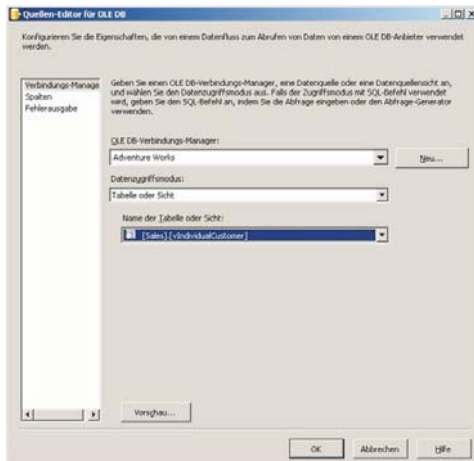 Quellen-Editor für OLE DB
Konfigurieren Sie die Eigenschaften, die von einem Datenfluss zum Abrufen von Daten von einem OLE DB-Anbieter verwendet
werden.
Verbindungs-Manage
Spalten
Fehlerausgabe
Geben Sie einen OLE DB-Verbindungs-Manager, eine Datenquelle oder eine Datenquellensicht an,
und wählen Sie den Datenzugriffsmodus aus. Falls der Zugriffsmodus mit SQL-Befehl verwendet
wird, geben Sie den SQL-Befehl an, indem Sie die Abfrage eingeben oder den Abfrage-Generator
verwenden.
OLE DB-Verbindungs-Manager:
Adventure Works
Neu...
Datenzugriffsmodus:
Tabelle oder Sicht
Name der Tabelle oder Sicht:
[Sales].[vIndividualCustomer]
Vorschau...
OK
Abbrechen
Hilfe